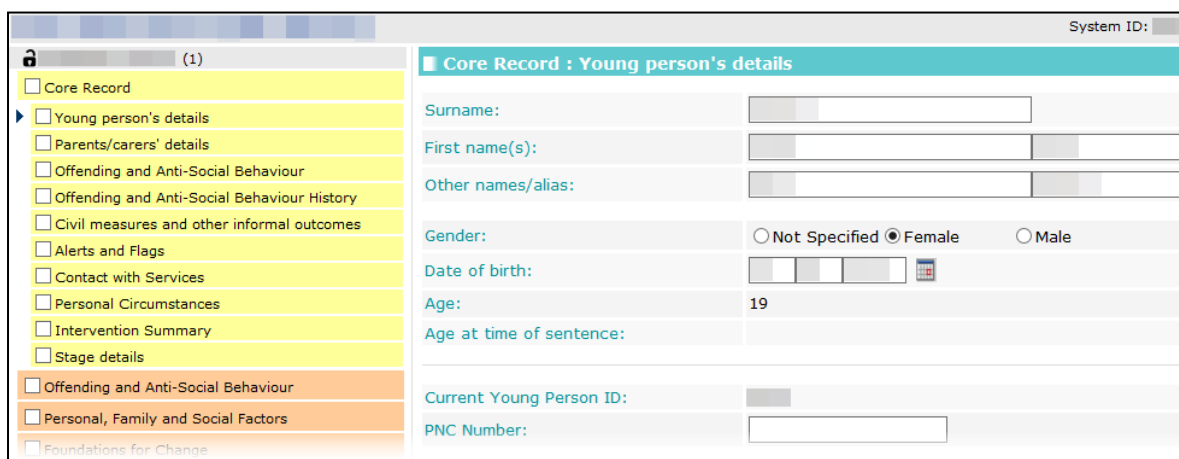 System ID:
(1)
Core Record
Young person's details
Parents/carers' details
Offending and Anti-Social Behaviour
Offending and Anti-Social Behaviour History
Civil measures and other informal outcomes
Alerts and Flags
Contact with Services
Personal Circumstances
Intervention Summary
Stage details
Offending and Anti-Social Behaviour
Personal, Family and Social Factors
Foundations for Change
Core Record : Young person's details
Surname:
First name(s):
Other names/alias:
Gender: Not Specified Female Male
Date of birth:
Age: 19
Age at time of sentence:
Current Young Person ID:
PNC Number: